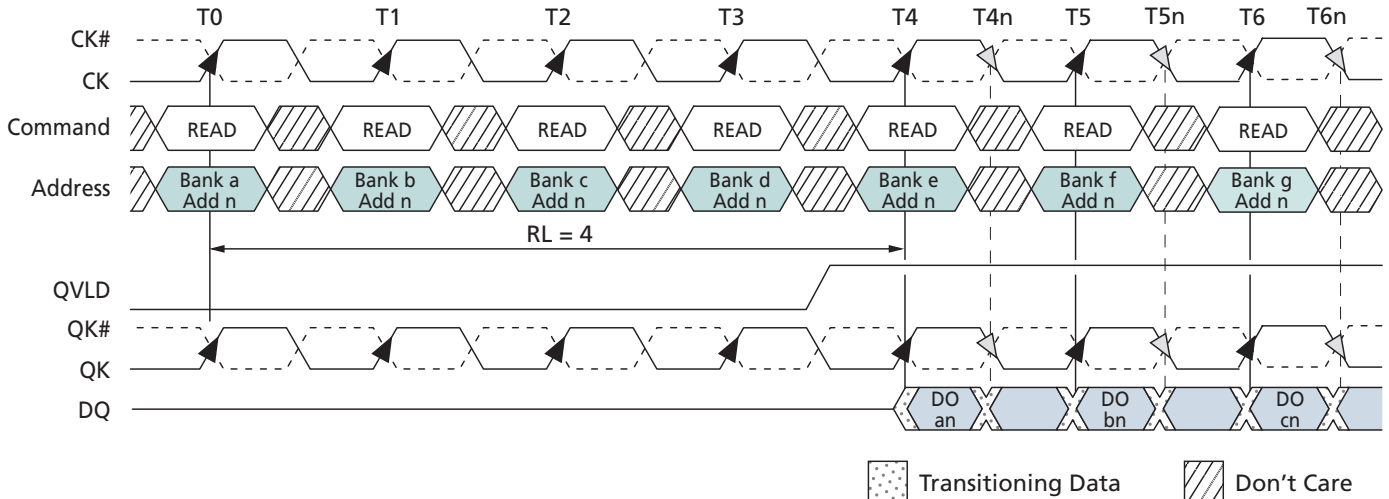 T0 T1 T2 T3 T4 T4n T5 T5n T6 T6n
CK#
CK
Command READ READ READ READ READ READ READ
Address Bank a Bank b Bank c Bank d Bank e Bank f Bank g
Add n Add n Add n Add n Add n Add n Add n
RL = 4
QVLD
QK#
QK
DQ DO DO DO
an bn cn
Transitioning Data Don't Care